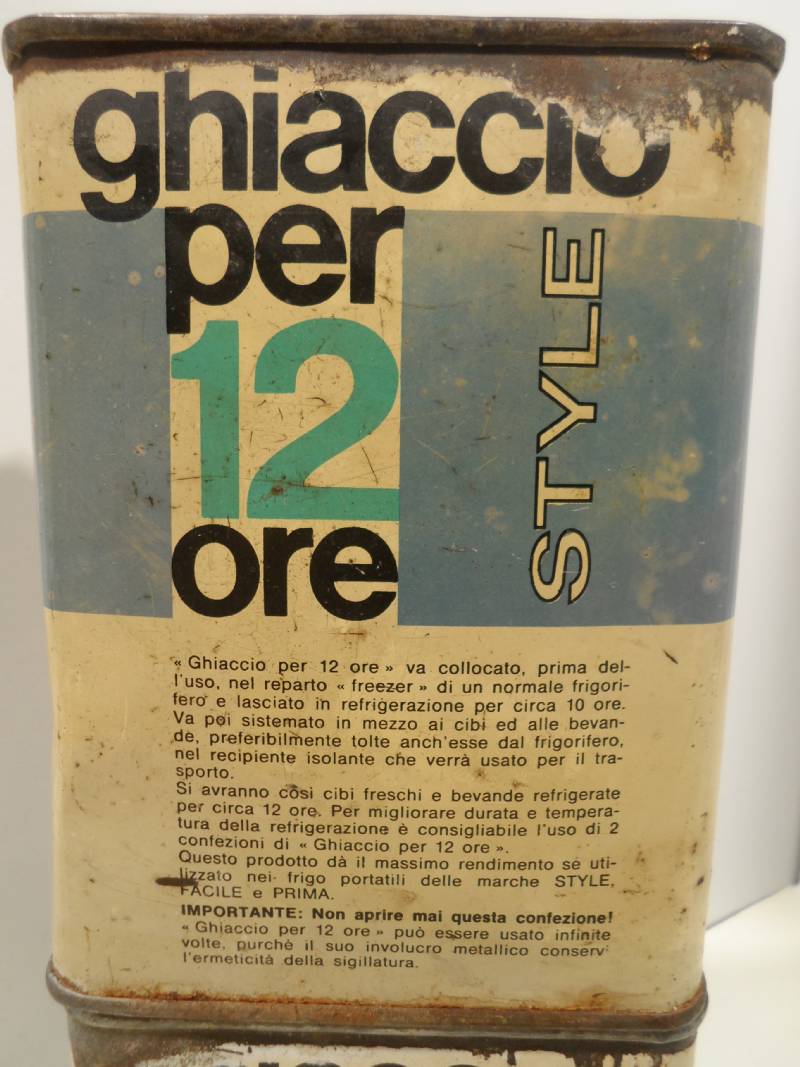 ghiaccio
per
12
ore
STYLE
« Ghiaccio per 12 ore » va collocato, prima del-
l'uso, nel reparto « freezer » di un normale frigori-
fero e lasciato in refrigerazione per circa 10 ore.
Va poi sistemato in mezzo ai cibi ed alle bevan-
de, preferibilmente tolte anch'esse dal frigorifero,
nel recipiente isolante che verrà usato per il tra-
sporto.
Si avranno così cibi freschi e bevande refrigerate
per circa 12 ore. Per migliorare durata e tempera-
tura della refrigerazione è consigliabile l'uso di 2
confezioni di « Ghiaccio per 12 ore ».
Questo prodotto dà il massimo rendimento se uti-
lizzato nei frigo portatili delle marche STYLE,
FACILE e PRIMA.
IMPORTANTE: Non aprire mai questa confezione!
« Ghiaccio per 12 ore » può essere usato infinite
volte, purchè il suo involucro metallico conserv
l'ermeticità della sigillatura.